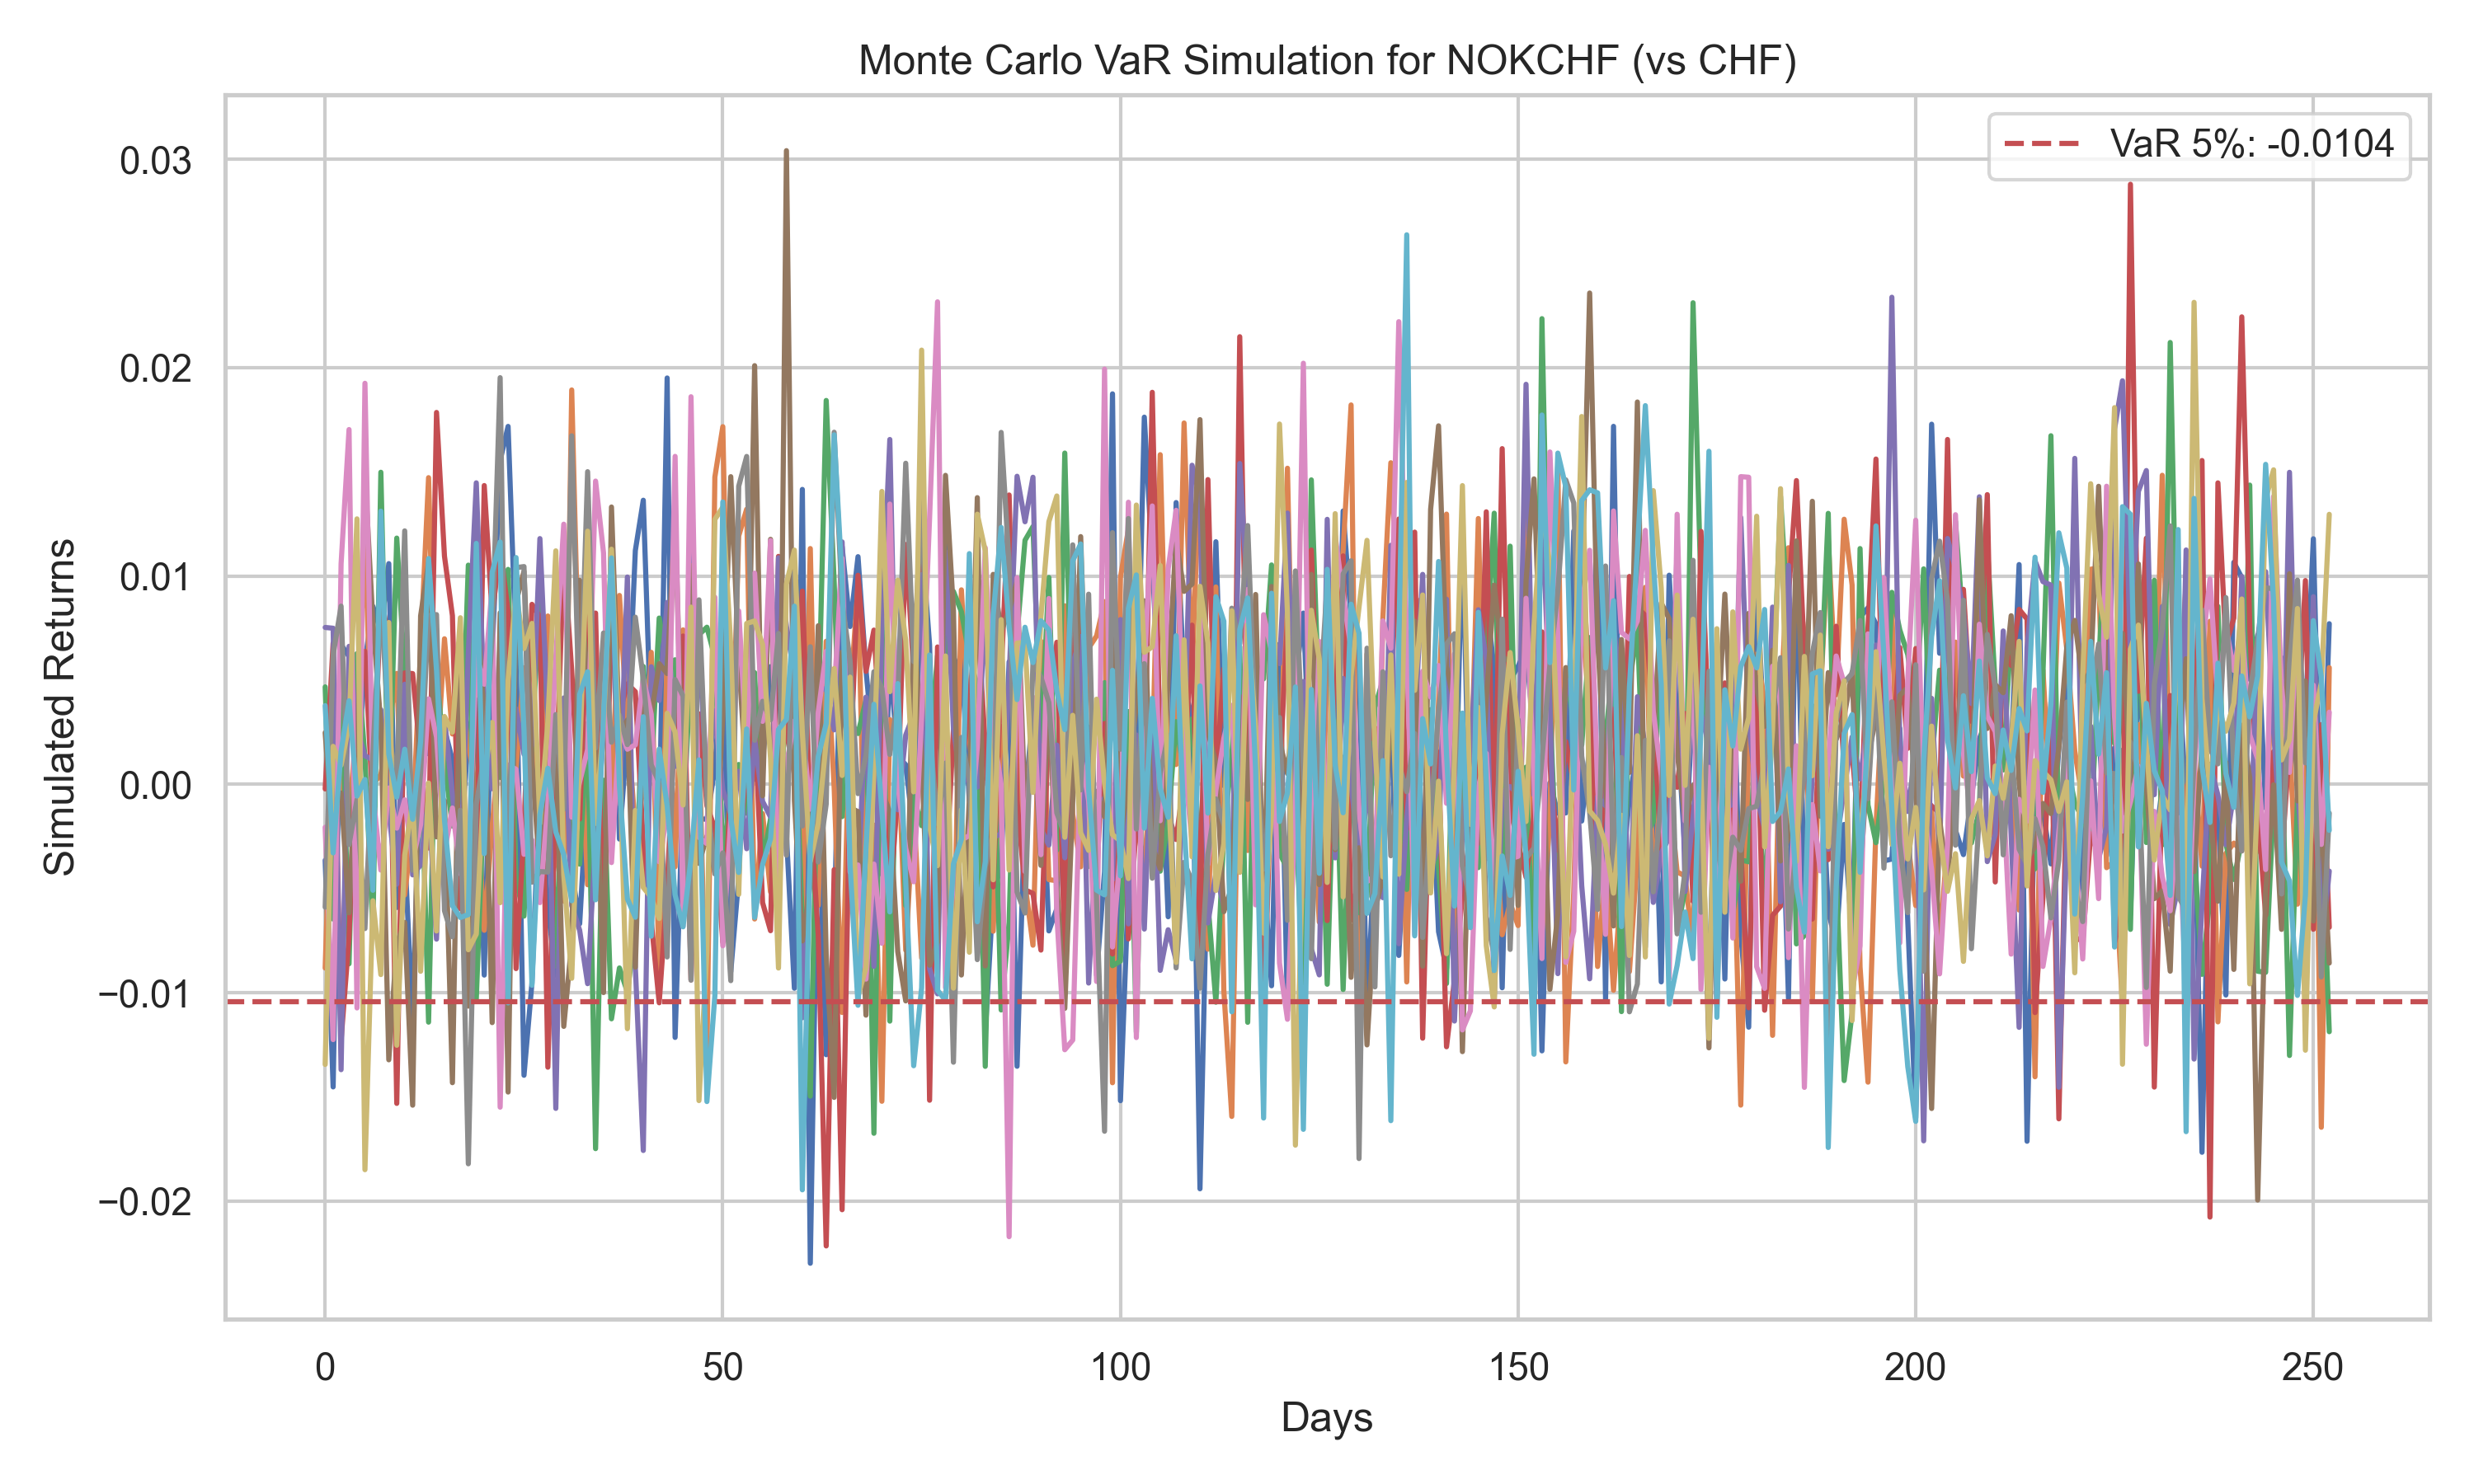 Monte Carlo VaR Simulation for NOKCHF (vs CHF)
VaR 5%: -0.0104
Simulated Returns
0.03
0.02
0.01
0.00
−0.01
−0.02
0 50 100 150 200 250
Days